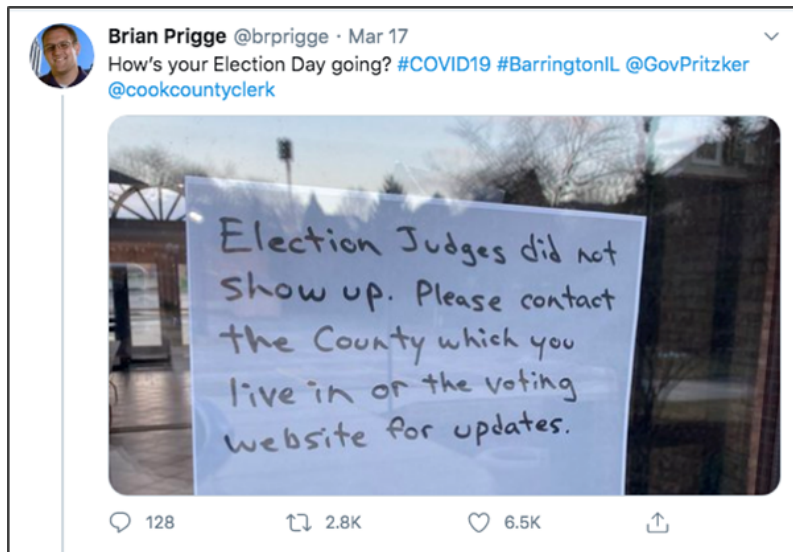 Brian Prigge @brprigge · Mar 17
How's your Election Day going? #COVID19 #BarringtonIL @GovPritzker
@cookcountyclerk
Election Judges did not
show up. Please contact
the County which you
live in or the voting
website for updates.
128 2.8K 6.5K